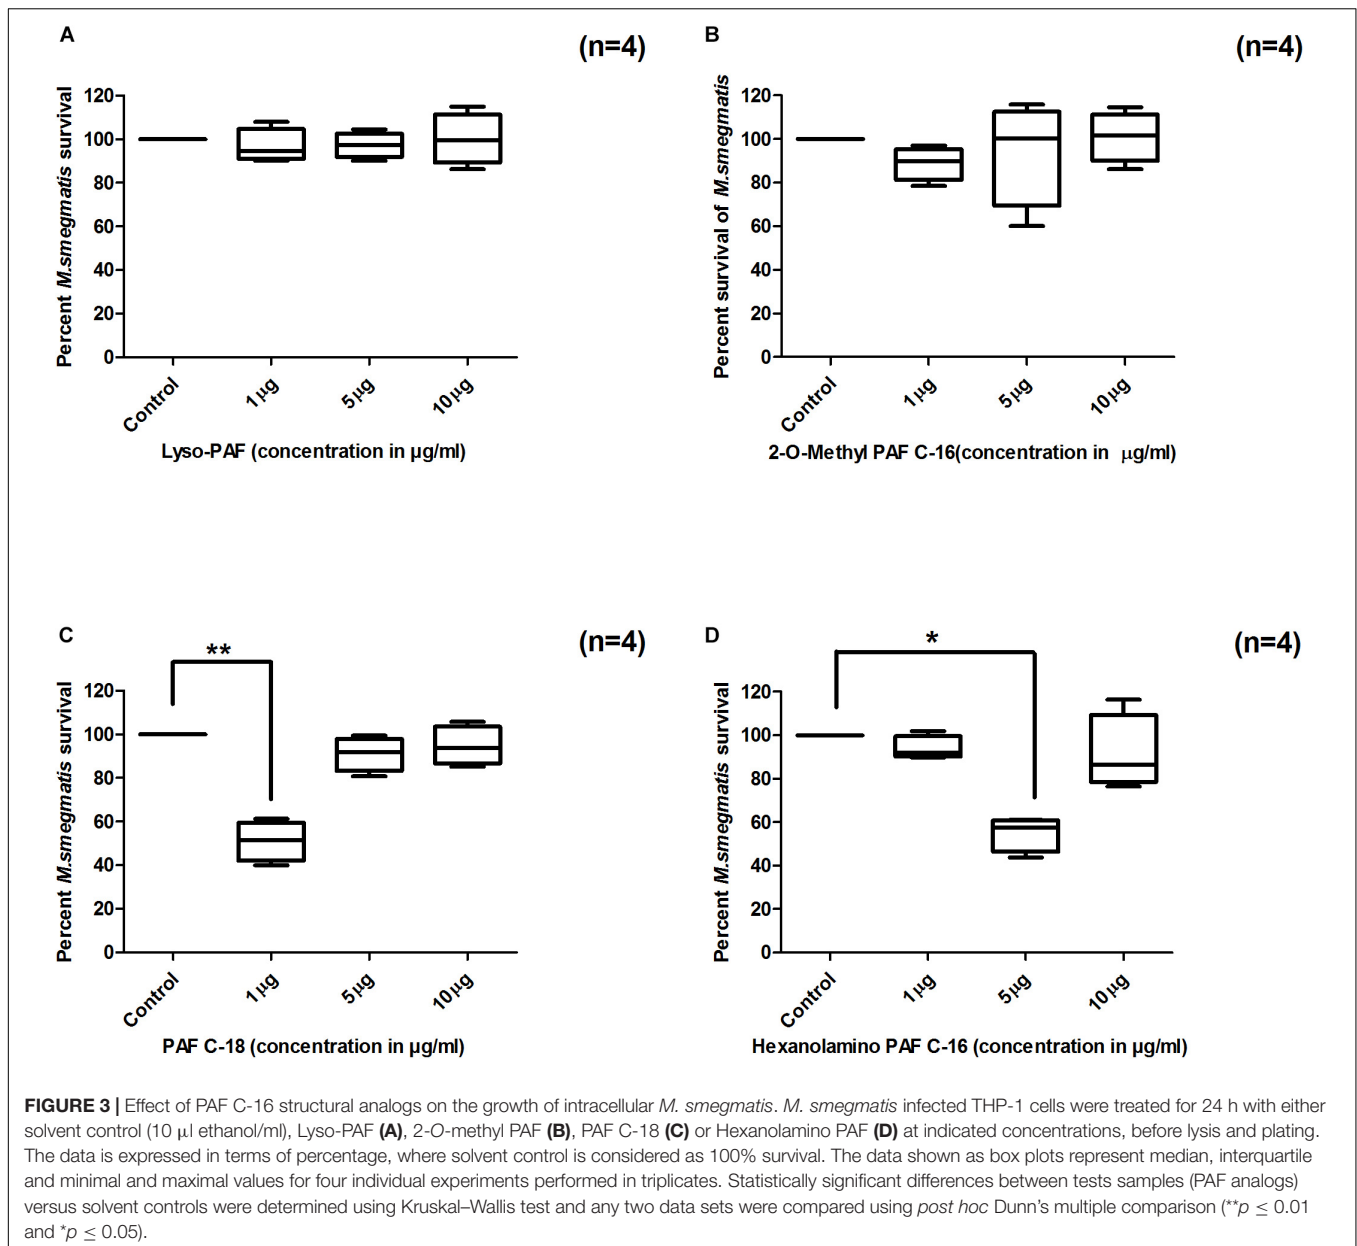 A
(n=4)
Percent M.smegmatis survival
120
100
80
60
40
20
0
Control
1µg
5µg
10µg
Lyso-PAF (concentration in µg/ml)
B
(n=4)
Percent survival of M.smegmatis
120
100
80
60
40
20
0
Control
1µg
5µg
10µg
2-O-Methyl PAF C-16(concentration in µg/ml)
C
(n=4)
**
Percent M.smegmatis survival
120
100
80
60
40
20
0
Control
1µg
5µg
10µg
PAF C-18 (concentration in µg/ml)
D
(n=4)
*
Percent M.smegmatis survival
120
100
80
60
40
20
0
Control
1µg
5µg
10µg
Hexanolamino PAF C-16 (concentration in µg/ml)
FIGURE 3 | Effect of PAF C-16 structural analogs on the growth of intracellular M. smegmatis. M. smegmatis infected THP-1 cells were treated for 24 h with either
solvent control (10 µl ethanol/ml), Lyso-PAF (A), 2-O-methyl PAF (B), PAF C-18 (C) or Hexanolamino PAF (D) at indicated concentrations, before lysis and plating.
The data is expressed in terms of percentage, where solvent control is considered as 100% survival. The data shown as box plots represent median, interquartile
and minimal and maximal values for four individual experiments performed in triplicates. Statistically significant differences between tests samples (PAF analogs)
versus solvent controls were determined using Kruskal–Wallis test and any two data sets were compared using post hoc Dunn's multiple comparison (**p ≤ 0.01
and *p ≤ 0.05).